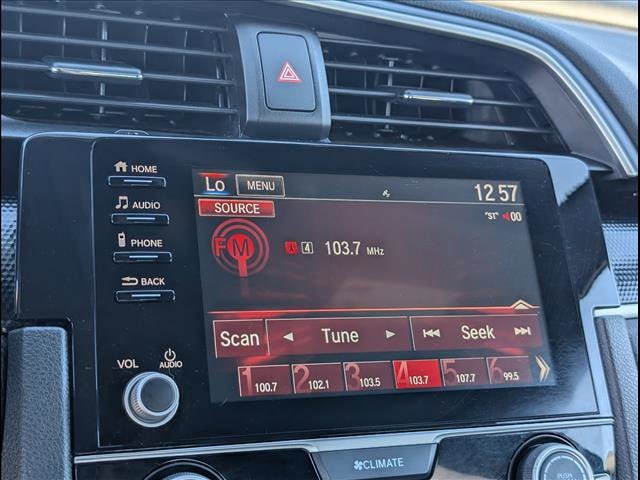 HOME
AUDIO
PHONE
BACK
VOL
AUDIO
Lo MENU 12 57
SOURCE "ST" 00
FM 4 103.7 MHz
Scan Tune Seek
1 100.7 2 102.1 3 103.5 4 103.7 5 107.7 6 99.5
CLIMATE